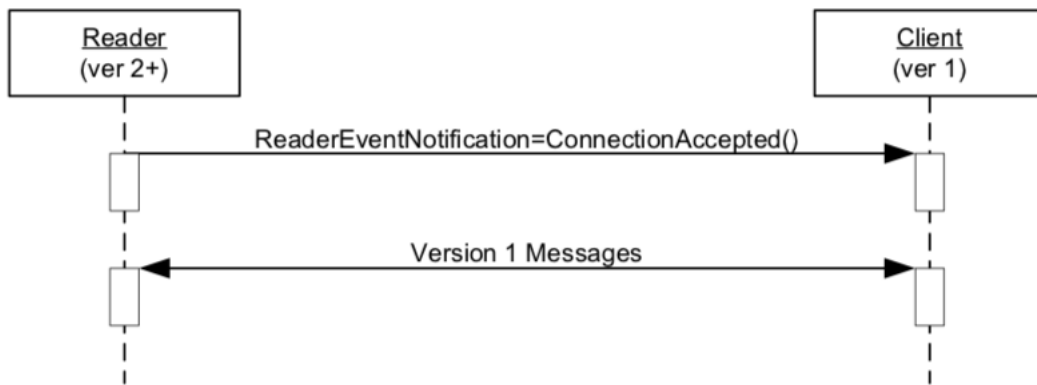 Reader
(ver 2+)
Client
(ver 1)
ReaderEventNotification=ConnectionAccepted()
Version 1 Messages